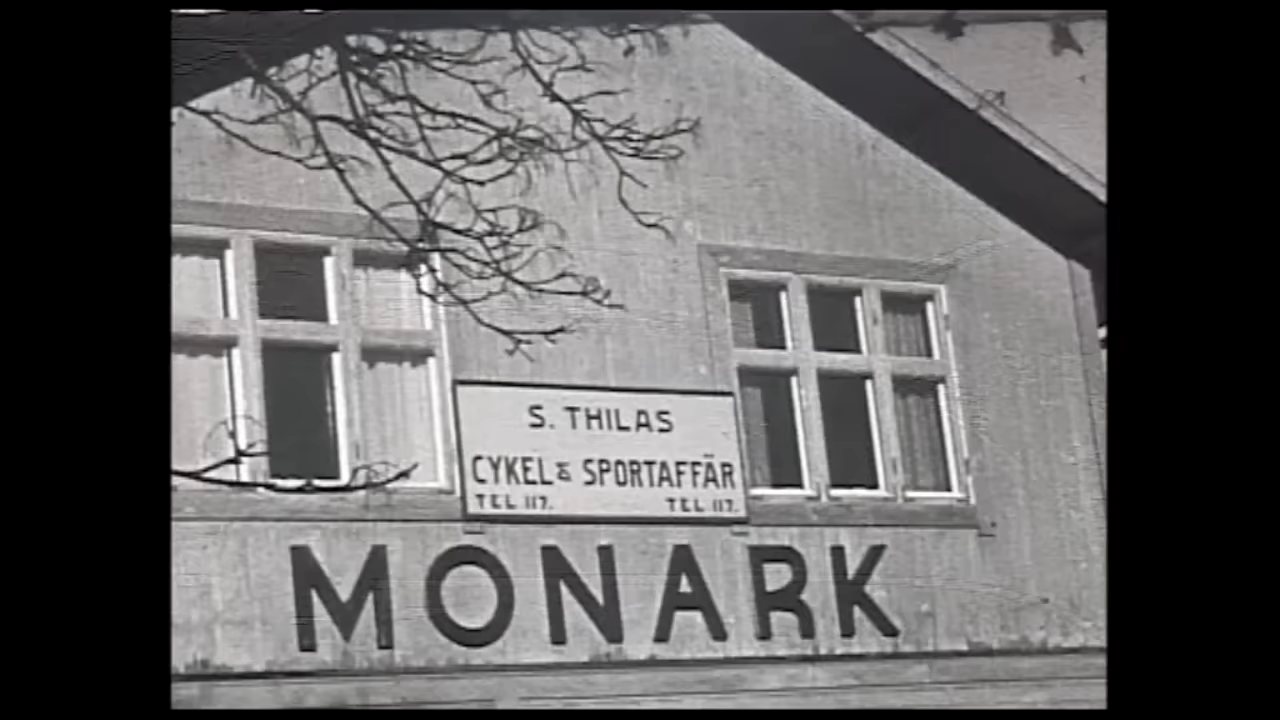 S. THILAS
CYKEL & SPORTAFFÄR
TEL 117. TEL 117.
MONARK